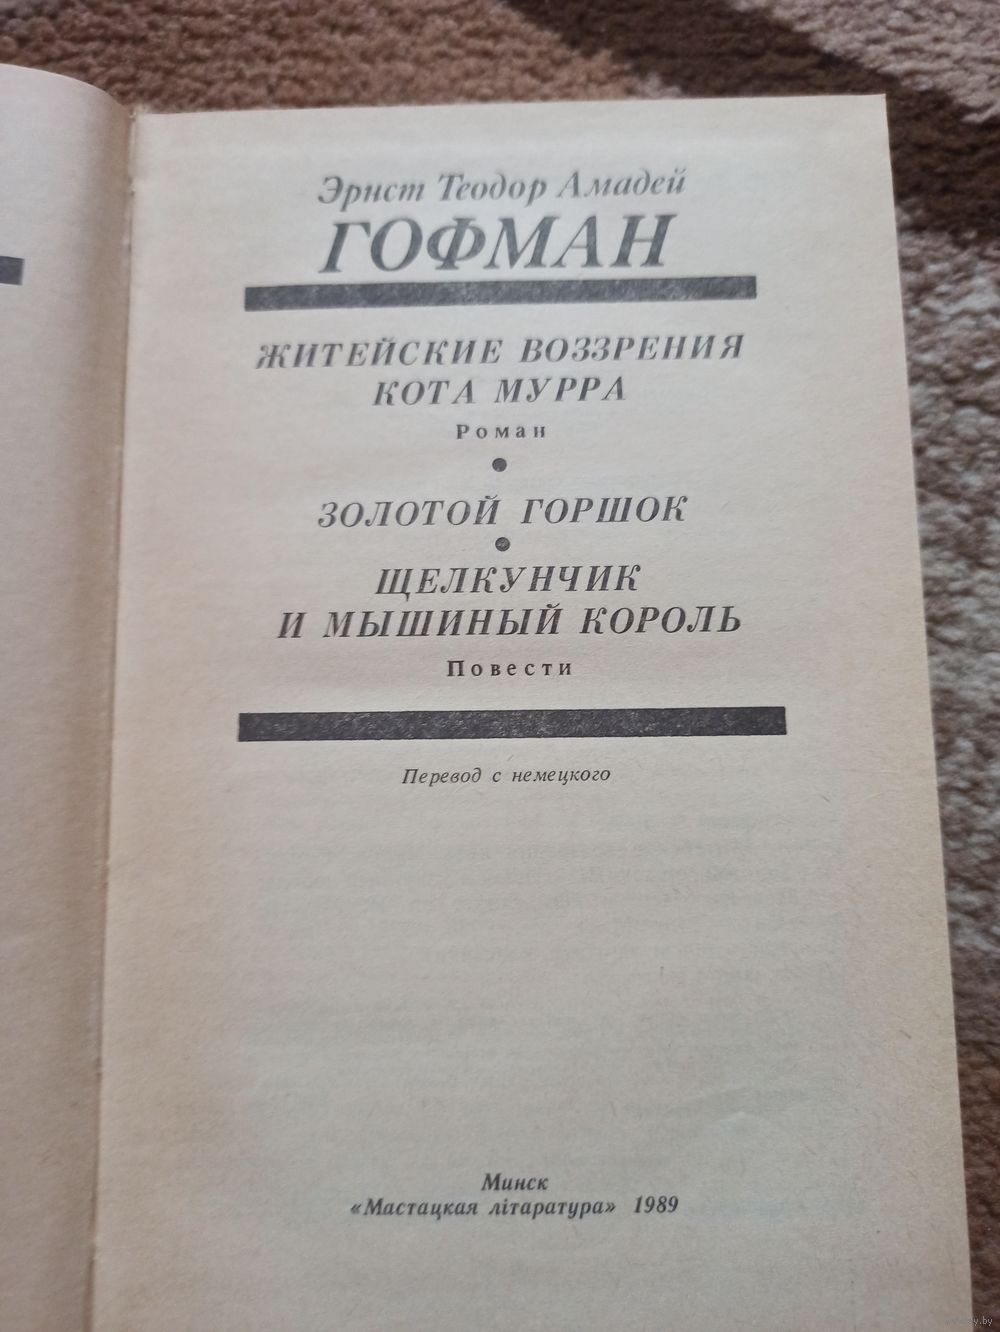 Эрнст Теодор Амадей
ГОФМАН
ЖИТЕЙСКИЕ ВОЗЗРЕНИЯ
КОТА МУРРА
Роман
ЗОЛОТОЙ ГОРШОК
ЩЕЛКУНЧИК
И МЫШИНЫЙ КОРОЛЬ
Повести
Перевод с немецкого
Минск
«Мастацкая літаратура» 1989